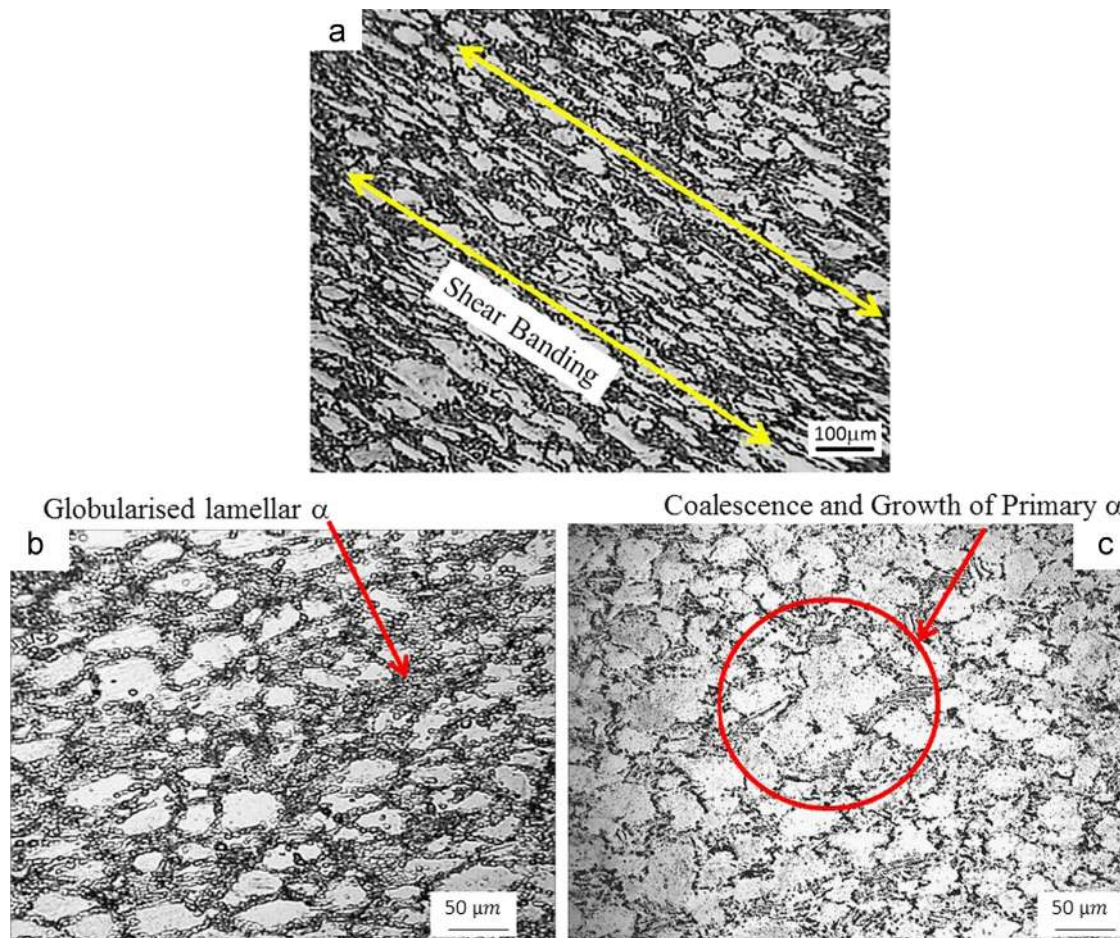 a
Shear Banding
100μm
Globularised lamellar α
Coalescence and Growth of Primary α
b
c
50 μm
50 μm